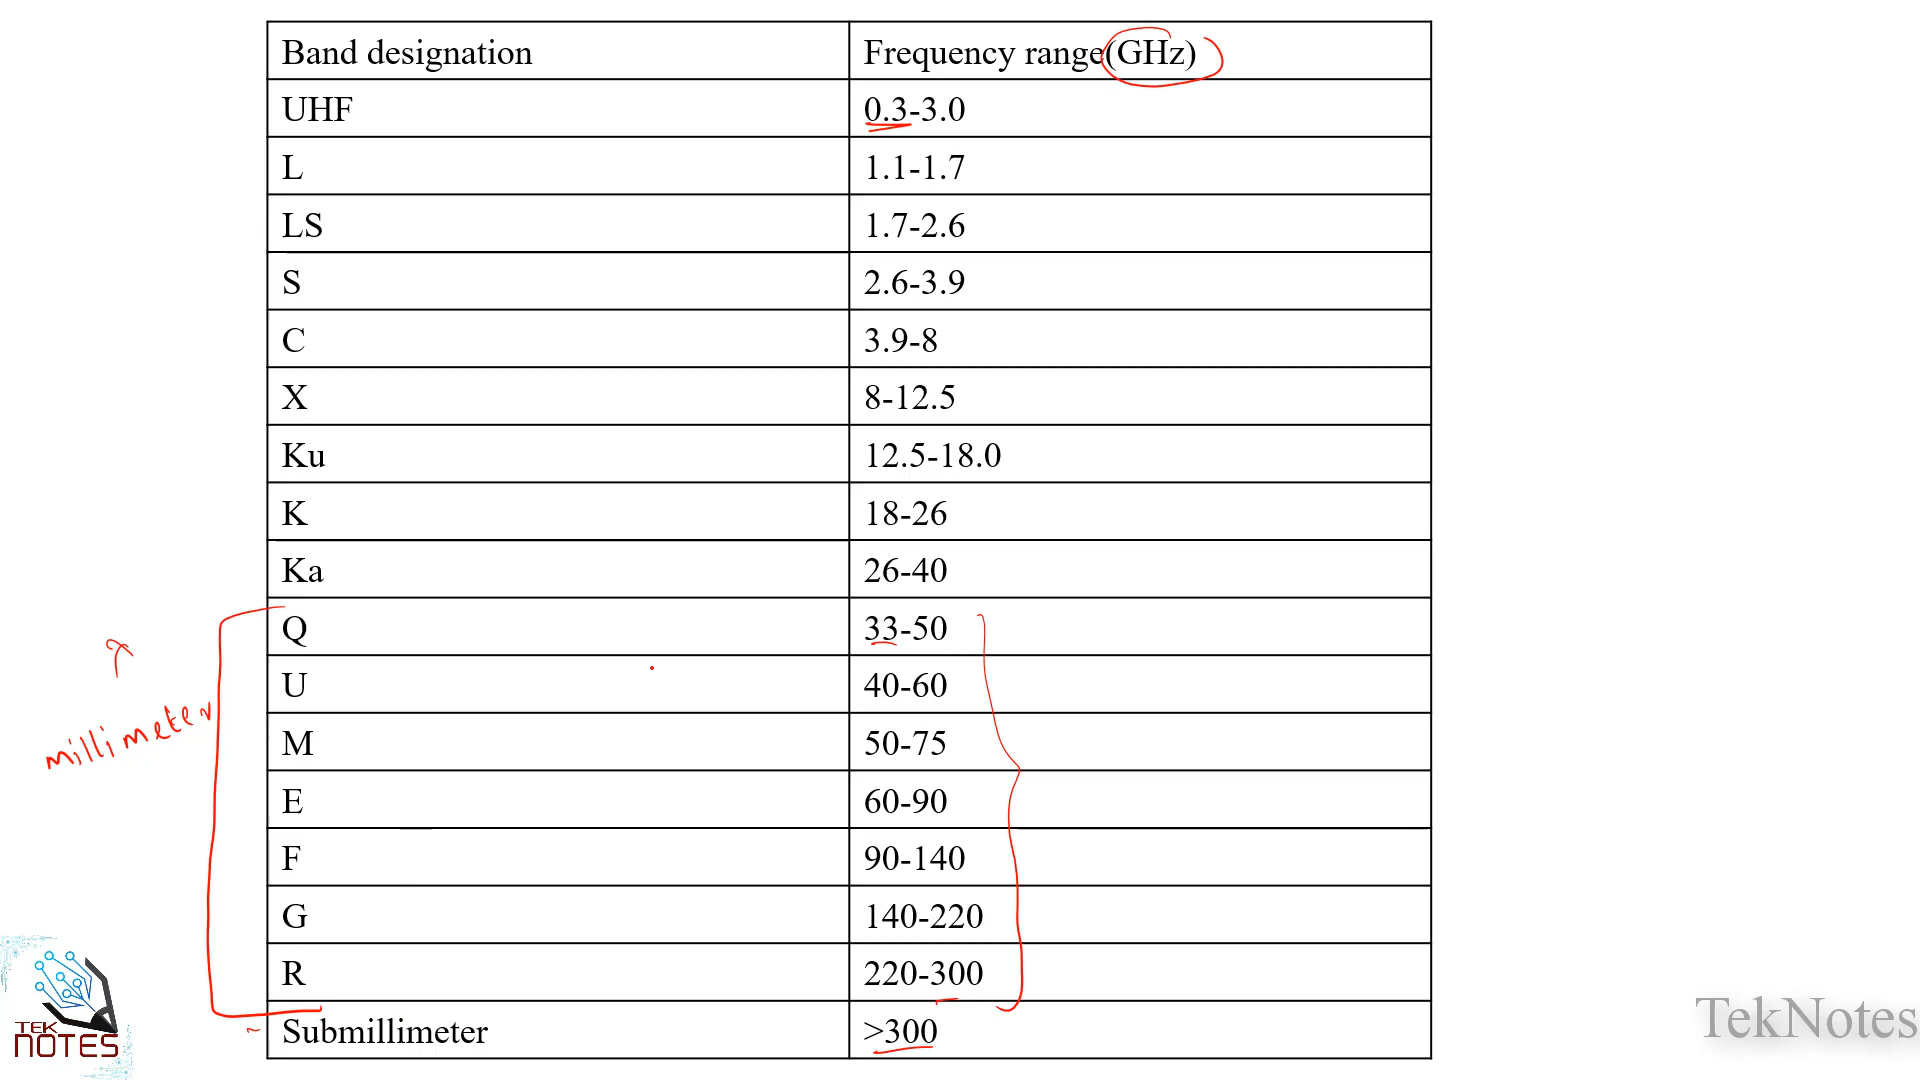 Band designation Frequency range(GHz)
UHF 0.3-3.0
L 1.1-1.7
LS 1.7-2.6
S 2.6-3.9
C 3.9-8
X 8-12.5
Ku 12.5-18.0
K 18-26
Ka 26-40
Q 33-50
U 40-60
millimeter
M 50-75
E 60-90
F 90-140
G 140-220
R 220-300
Submillimeter >300
TEK
NOTES
TekNotes